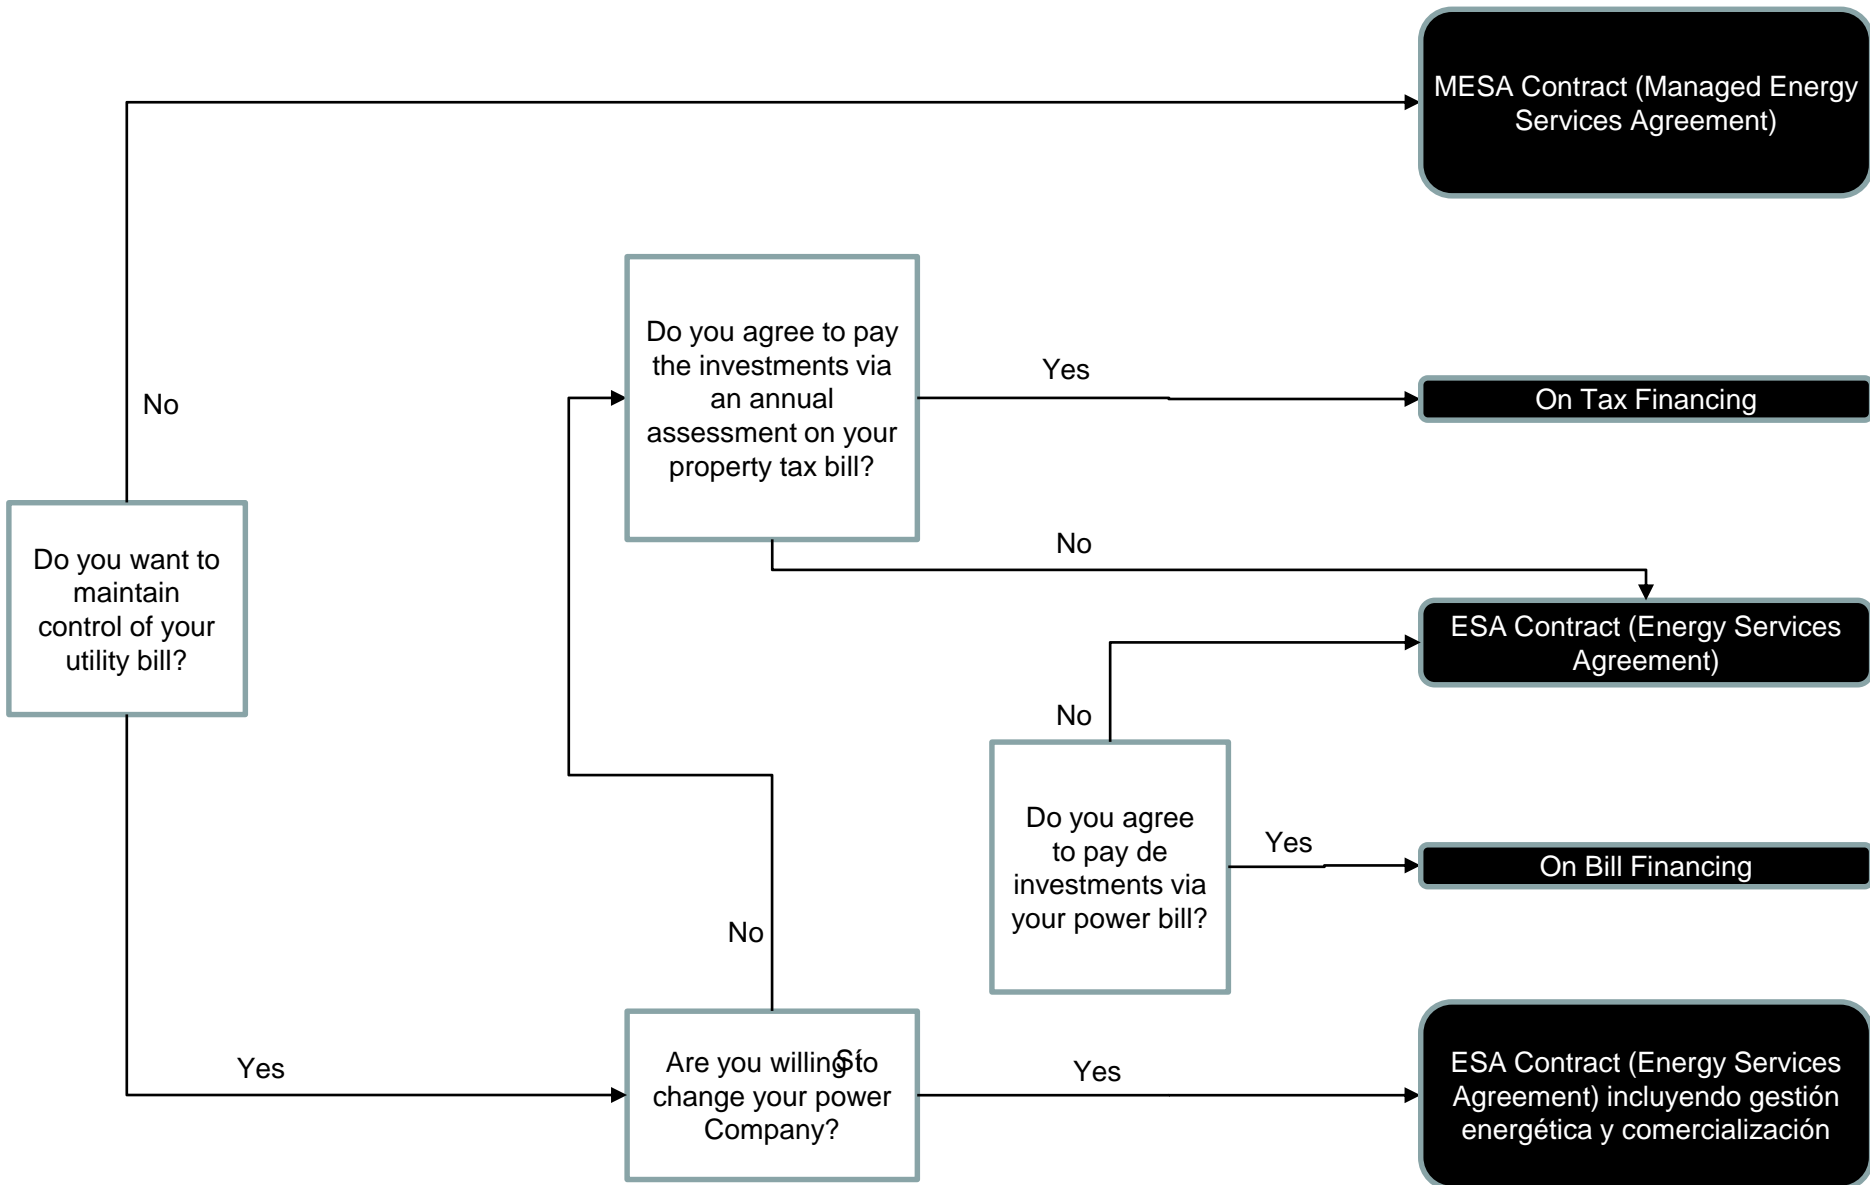 MESA Contract (Managed Energy
Services Agreement)
No
Do you agree to pay
the investments via
an annual
assessment on your
property tax bill?
Yes
On Tax Financing
Do you want to
maintain
control of your
utility bill?
No
ESA Contract (Energy Services
Agreement)
No
Do you agree
to pay de
investments via
your power bill?
Yes
On Bill Financing
No
Yes
Are you willing to
change your power
Company?
Sí
Yes
ESA Contract (Energy Services
Agreement) incluyendo gestión
energética y comercialización